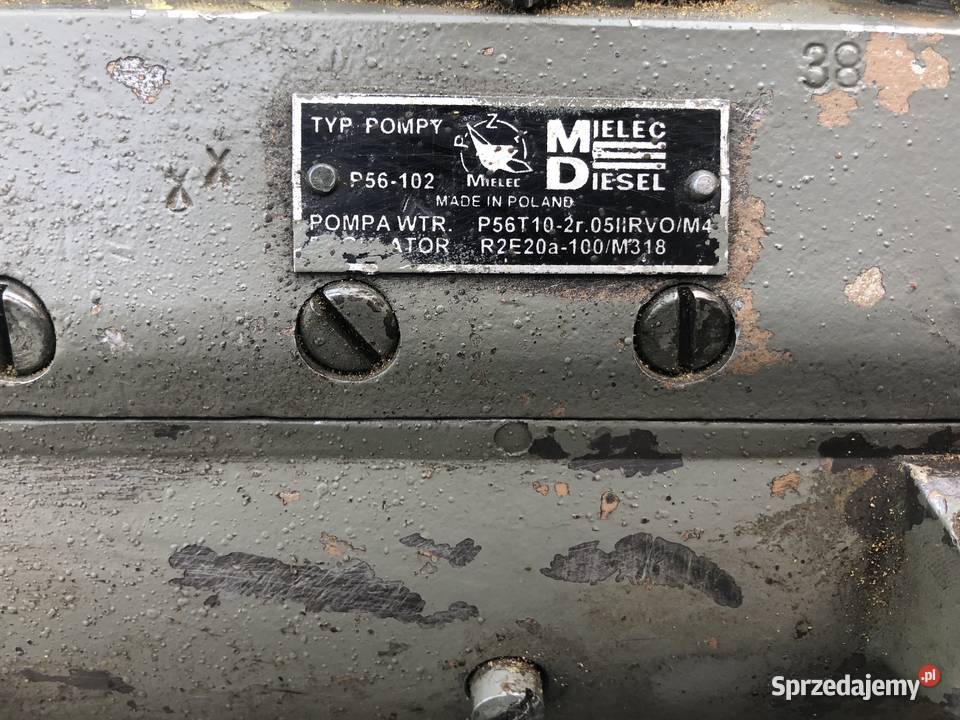 38
TYP POMPY
PZL
MIELEC
MIELEC
DIESEL
P56-102
MADE IN POLAND
POMPA WTR. P56T10-2r.05IIRVO/M4
R2E20a-100/M318
Sprzedajemy.pl